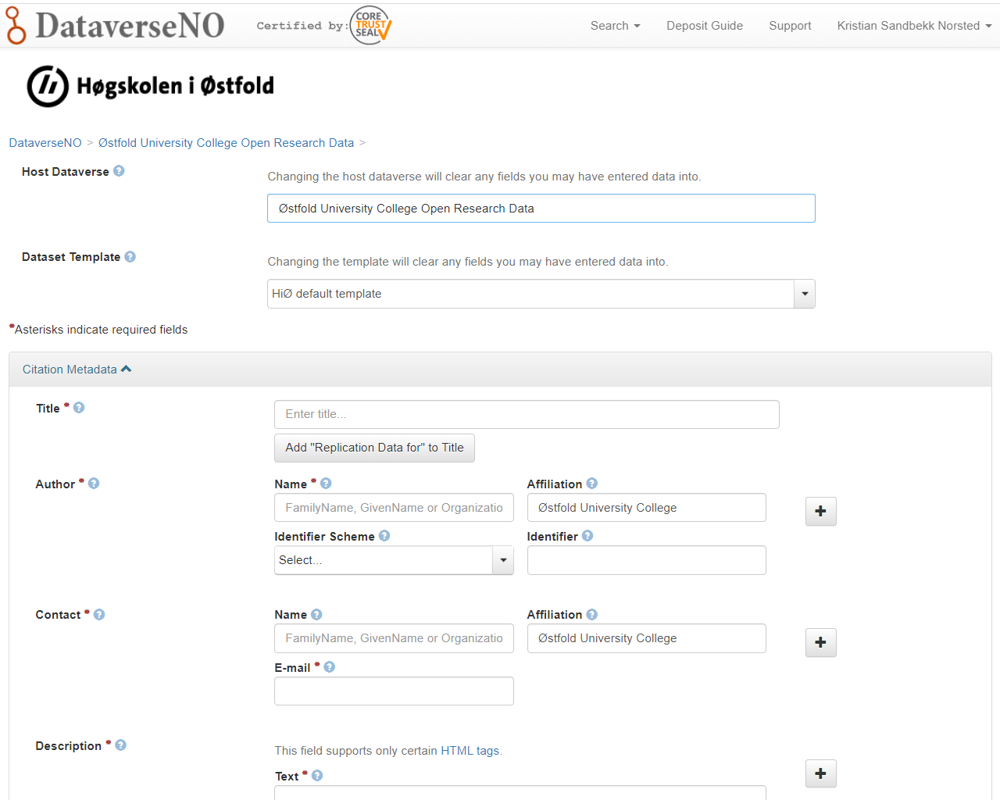 DataverseNO Certified by: CORE TRUST SEAL Search Deposit Guide Support Kristian Sandbekk Norsted
Høgskolen i Østfold
DataverseNO > Østfold University College Open Research Data >
Host Dataverse ?
Changing the host dataverse will clear any fields you may have entered data into.
Østfold University College Open Research Data
Dataset Template ?
Changing the template will clear any fields you may have entered data into.
HiØ default template
*Asterisks indicate required fields
Citation Metadata
Title * ?
Enter title...
Add "Replication Data for" to Title
Author * ?
Name * ? Affiliation ?
FamilyName, GivenName or Organizatio Østfold University College
Identifier Scheme ? Identifier ?
Select...
Contact * ?
Name ? Affiliation ?
FamilyName, GivenName or Organizatio Østfold University College
E-mail * ?
Description * ?
This field supports only certain HTML tags.
Text * ?